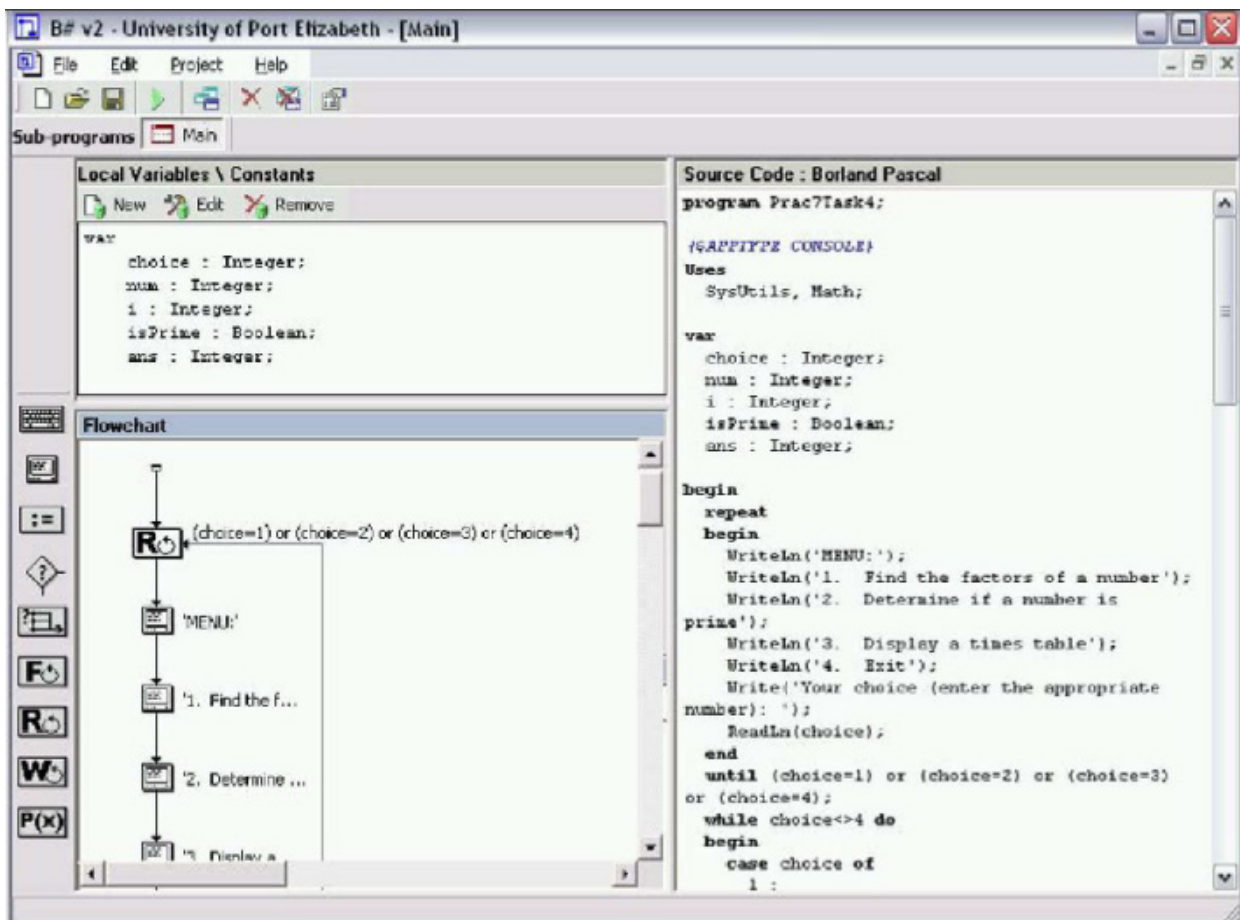 B# v2 - University of Port Elizabeth - [Main]
File Edit Project Help
Sub-programs Main
Local Variables \ Constants
New Edit Remove
var
choice : Integer;
num : Integer;
i : Integer;
isPrime : Boolean;
ans : Integer;
:=
?
?
F
R
W
P(x)
Flowchart
R (choice=1) or (choice=2) or (choice=3) or (choice=4)
'MENU:'
'1. Find the f...
'2. Determine ...
'3. Display a
Source Code : Borland Pascal
program Prac7Task4;
{$APPTYPE CONSOLE}
Uses
SysUtils, Math;
var
choice : Integer;
num : Integer;
i : Integer;
isPrime : Boolean;
ans : Integer;
begin
repeat
begin
WriteLn('MENU:');
WriteLn('1. Find the factors of a number');
WriteLn('2. Determine if a number is
prime');
WriteLn('3. Display a times table');
WriteLn('4. Exit');
Write('Your choice (enter the appropriate
number): ');
ReadLn(choice);
end
until (choice=1) or (choice=2) or (choice=3)
or (choice=4);
while choice<>4 do
begin
case choice of
1 :